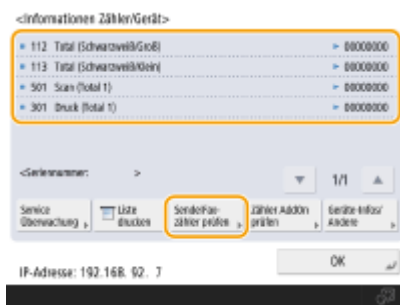 <Informationen Zähler/Gerät>
112 Total (Schwarzweiß/Groß) 00000000
113 Total (Schwarzweiß/Klein) 00000000
501 Scan (Total 1) 00000000
301 Druck (Total 1) 00000000
<Seriennummer: >
1/1
Service Überwachung
Liste drucken
Sende/Fax-zähler prüfen
Zähler AddOn prüfen
Geräte-Infos/ Andere
IP-Adresse: 192.168. 92. 7
OK